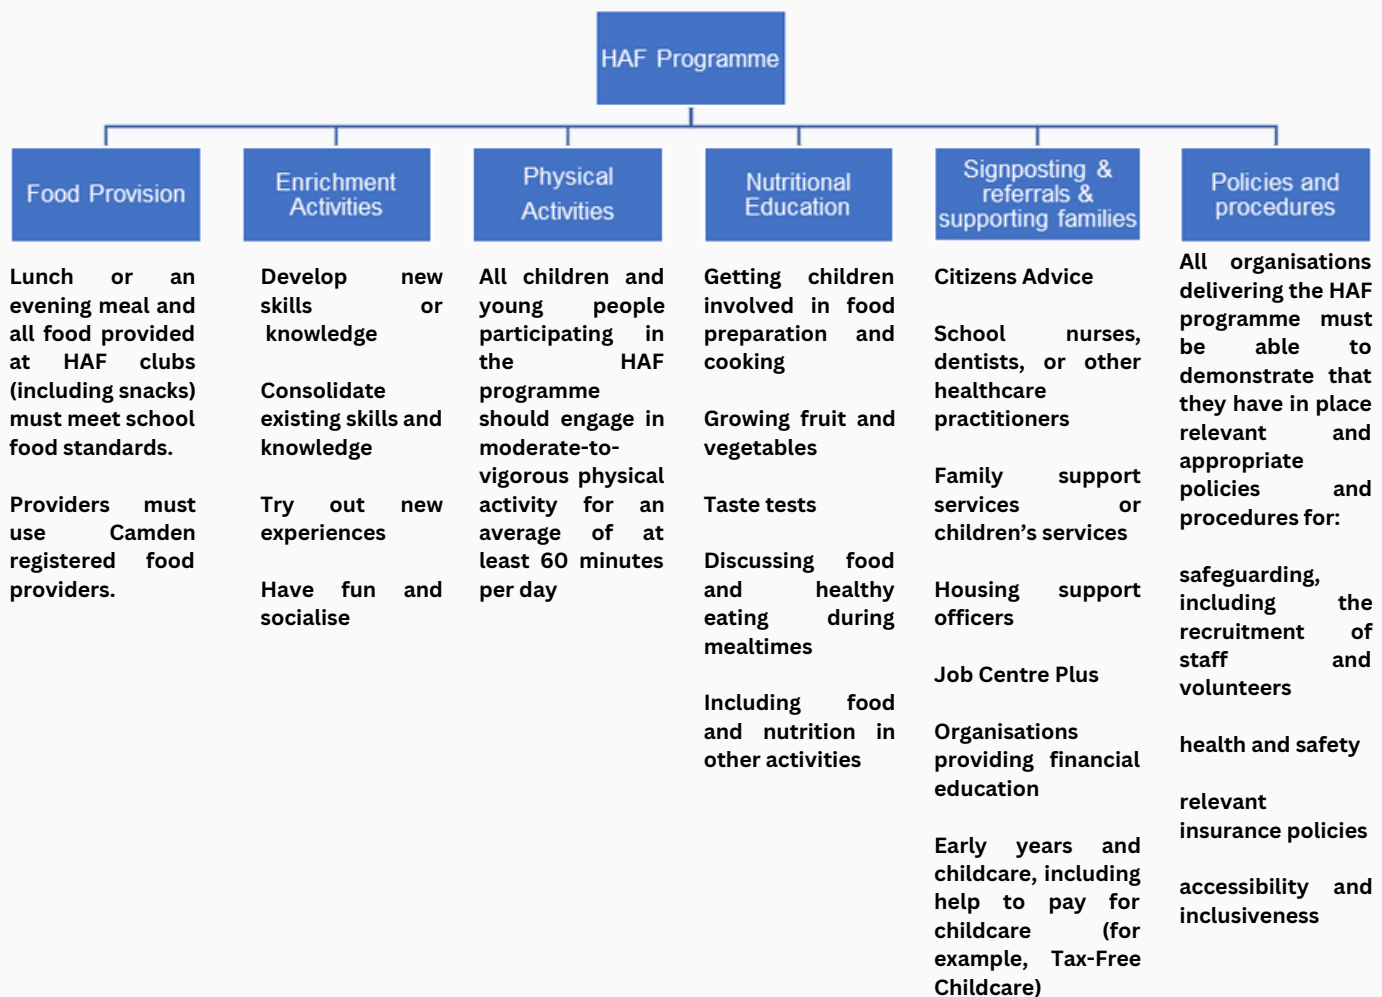 HAF Programme
Food Provision
Lunch or an
evening meal and
all food provided
at HAF clubs
(including snacks)
must meet school
food standards.
Providers must
use Camden
registered food
providers.
Enrichment
Activities
Develop new
skills or
knowledge
Consolidate
existing skills and
knowledge
Try out new
experiences
Have fun and
socialise
Physical
Activities
All children and
young people
participating in
the HAF
programme
should engage in
moderate-to-
vigorous physical
activity for an
average of at
least 60 minutes
per day
Nutritional
Education
Getting children
involved in food
preparation and
cooking
Growing fruit and
vegetables
Taste tests
Discussing food
and healthy
eating during
mealtimes
Including food
and nutrition in
other activities
Signposting &
referrals &
supporting families
Citizens Advice
School nurses,
dentists, or other
healthcare
practitioners
Family support
services or
children’s services
Housing support
officers
Job Centre Plus
Organisations
providing financial
education
Early years and
childcare, including
help to pay for
childcare (for
example, Tax-Free
Childcare)
Policies and
procedures
All organisations
delivering the HAF
programme must
be able to
demonstrate that
they have in place
relevant and
appropriate
policies and
procedures for:
safeguarding,
including the
recruitment of
staff and
volunteers
health and safety
relevant
insurance policies
accessibility and
inclusiveness